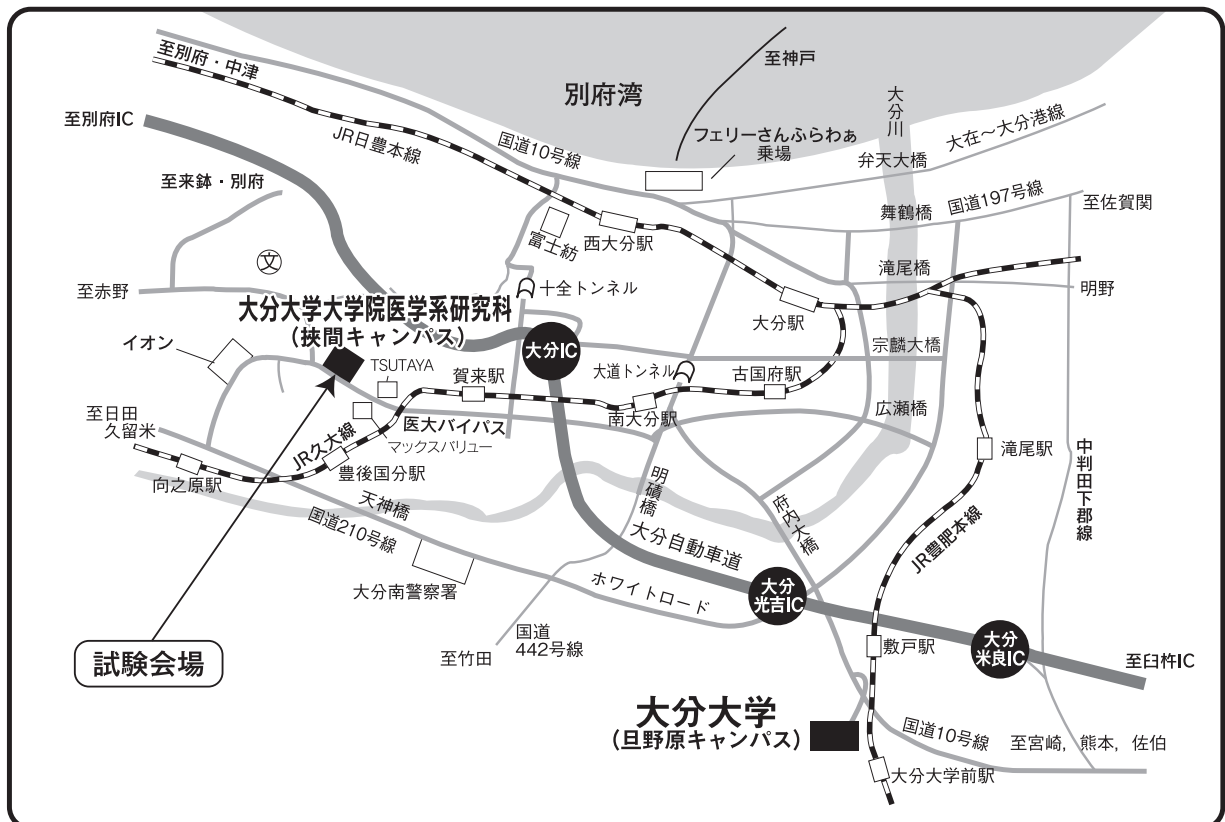 至別府・中津
別府湾
至神戸
大分川
至別府IC
JR日豊本線
国道10号線
フェリーさんふらわぁ
乗場
大在～大分港線
弁天大橋
至来鉢・別府
舞鶴橋
国道197号線
至佐賀関
富士紡
西大分駅
文
滝尾橋
至赤野
十全トンネル
明野
大分大学大学院医学系研究科
(挾間キャンパス)
大分駅
イオン
大分IC
宗麟大橋
TSUTAYA
賀来駅
大道トンネル
古国府駅
至日田
久留米
南大分駅
広瀬橋
医大バイパス
マックスバリュー
JR久大線
豊後国分駅
滝尾駅
中判田下郡線
向之原駅
明磧橋
天神橋
国道210号線
府内大橋
JR豊肥本線
大分自動車道
大分南警察署
ホワイトロード
大分
光吉IC
国道
442号線
至竹田
試験会場
敷戸駅
大分
米良IC
至臼杵IC
大分大学
(旦野原キャンパス)
国道10号線
至宮崎，熊本，佐伯
大分大学前駅